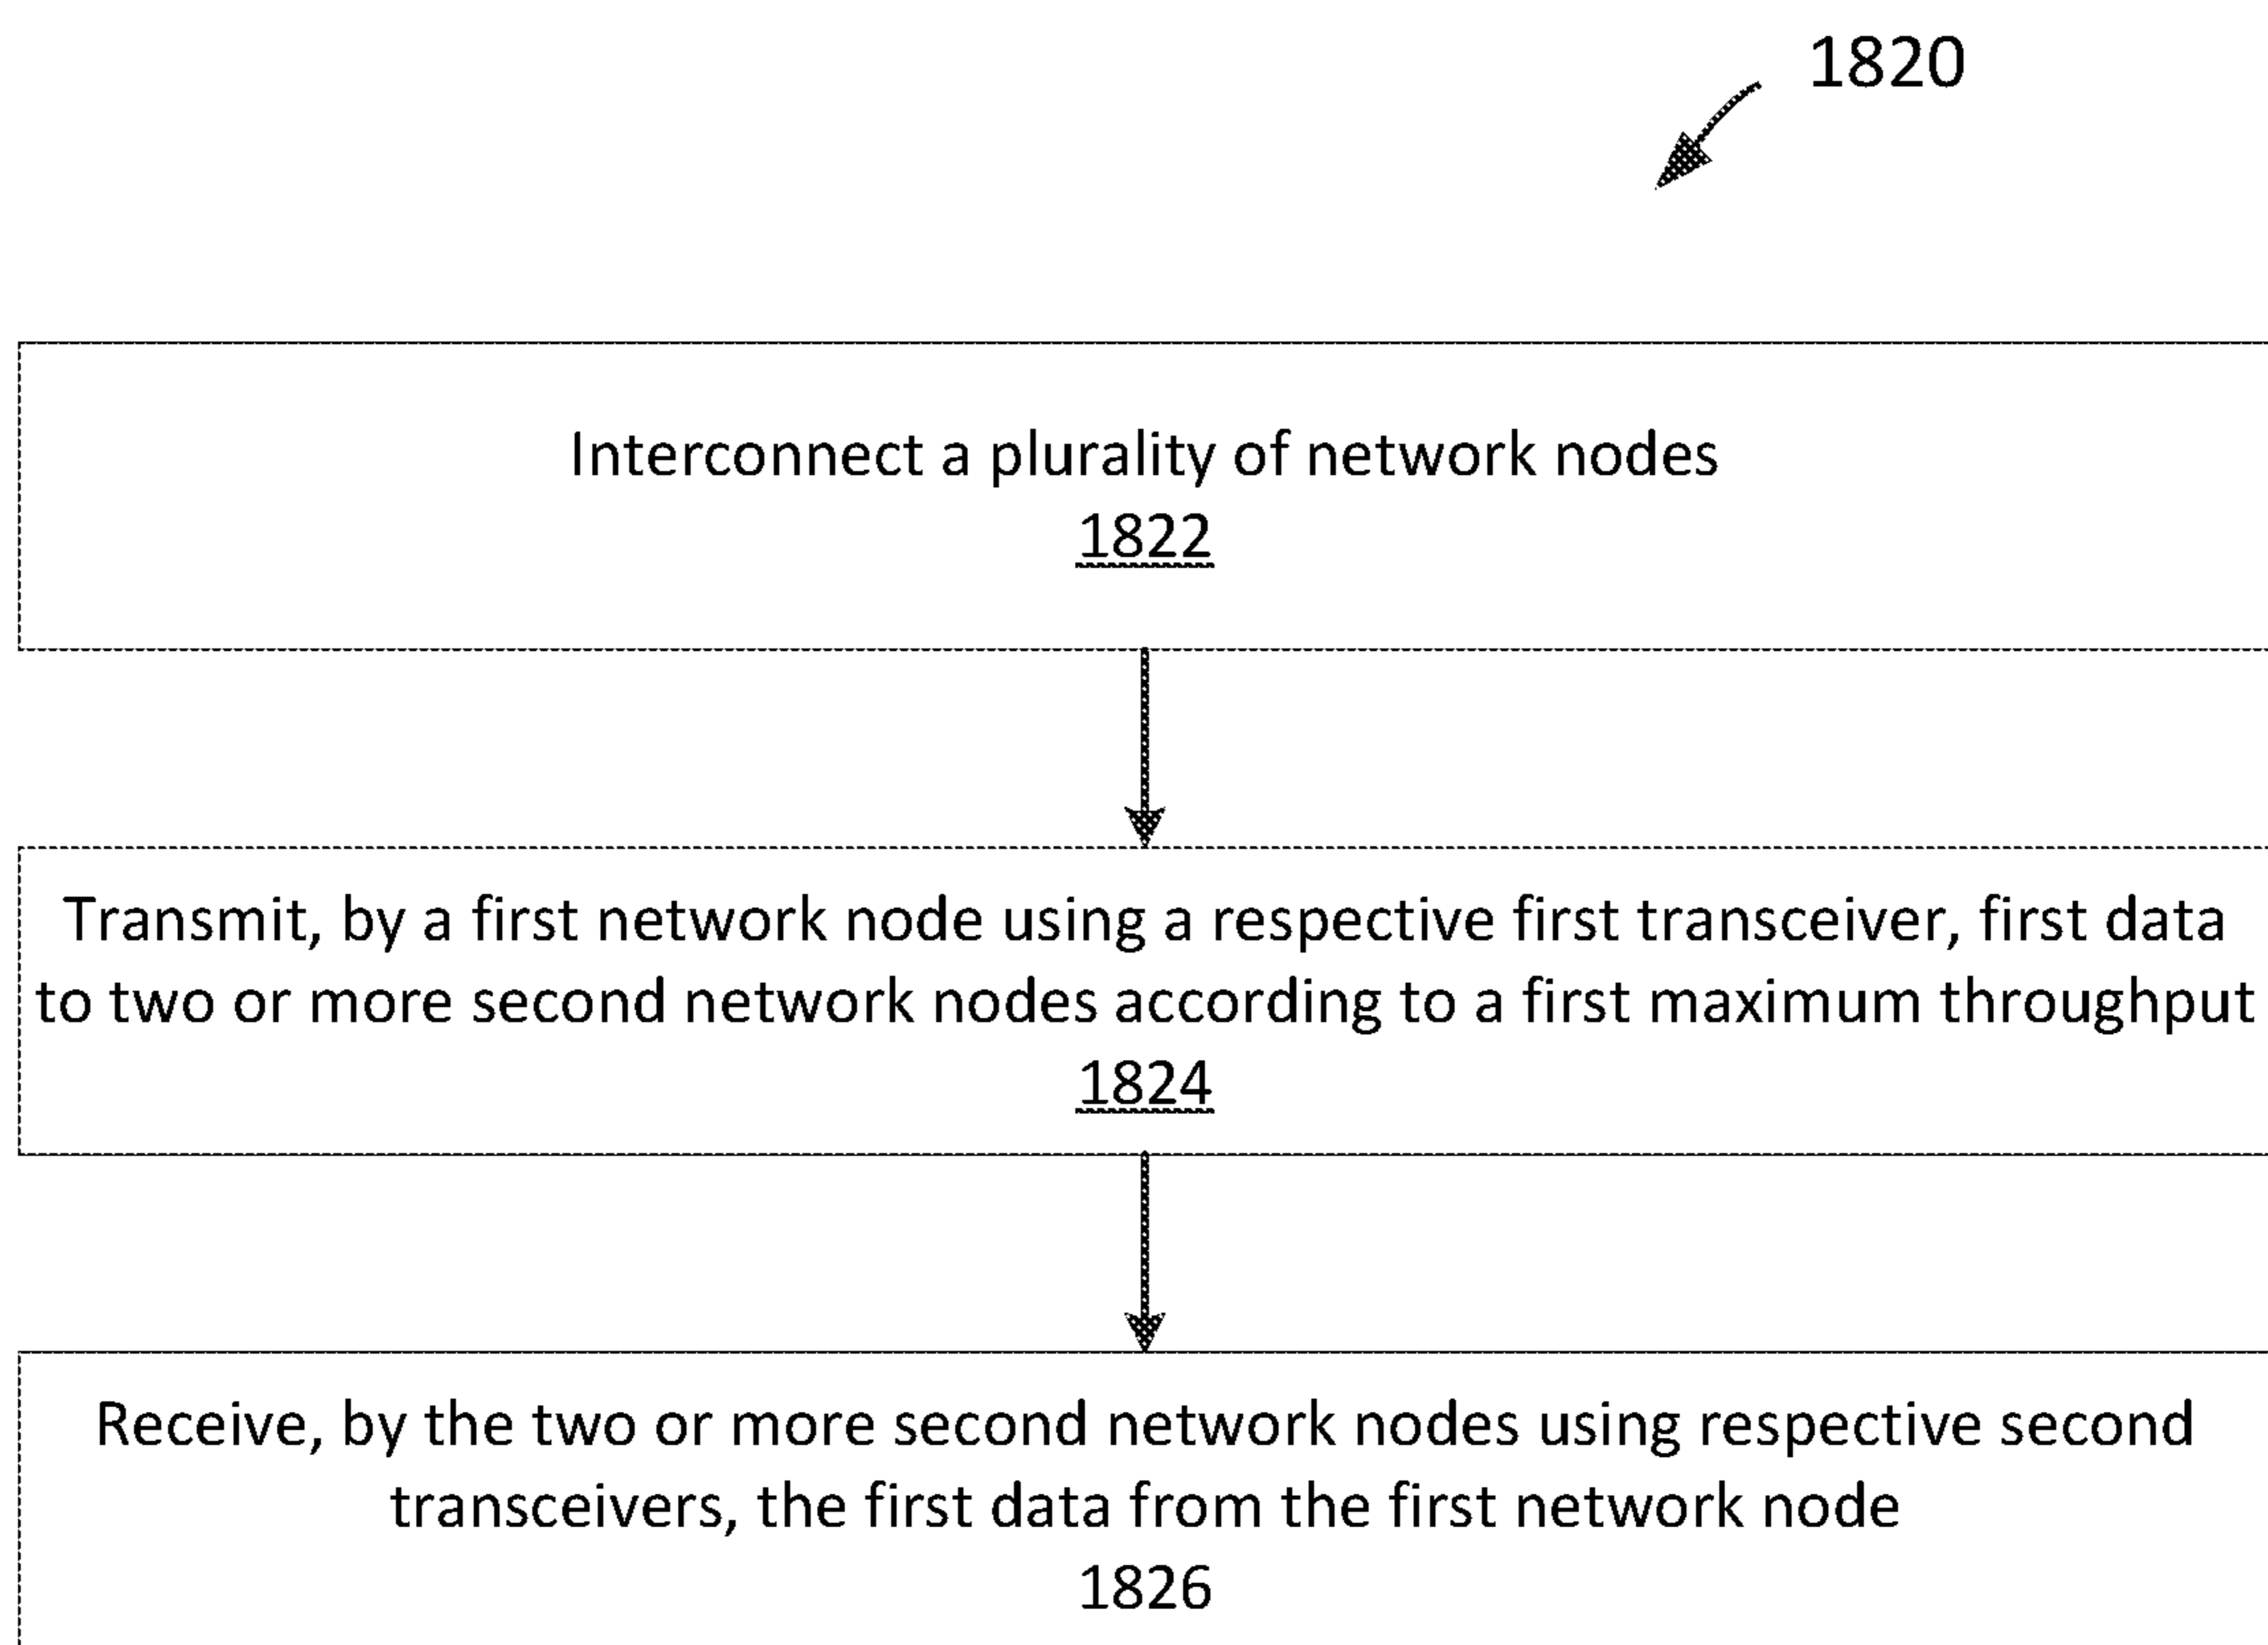 1820
Interconnect a plurality of network nodes
1822
Transmit, by a first network node using a respective first transceiver, first data
to two or more second network nodes according to a first maximum throughput
1824
Receive, by the two or more second network nodes using respective second
transceivers, the first data from the first network node
1826